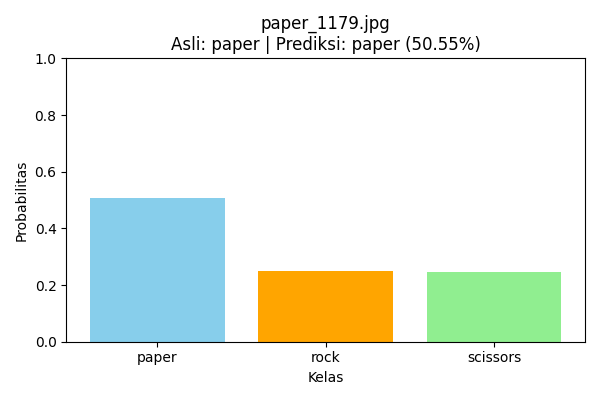 paper_1179.jpg
Asli: paper | Prediksi: paper (50.55%)
1.0
0.8
0.6
0.4
0.2
0.0
Probabilitas
paper rock scissors
Kelas